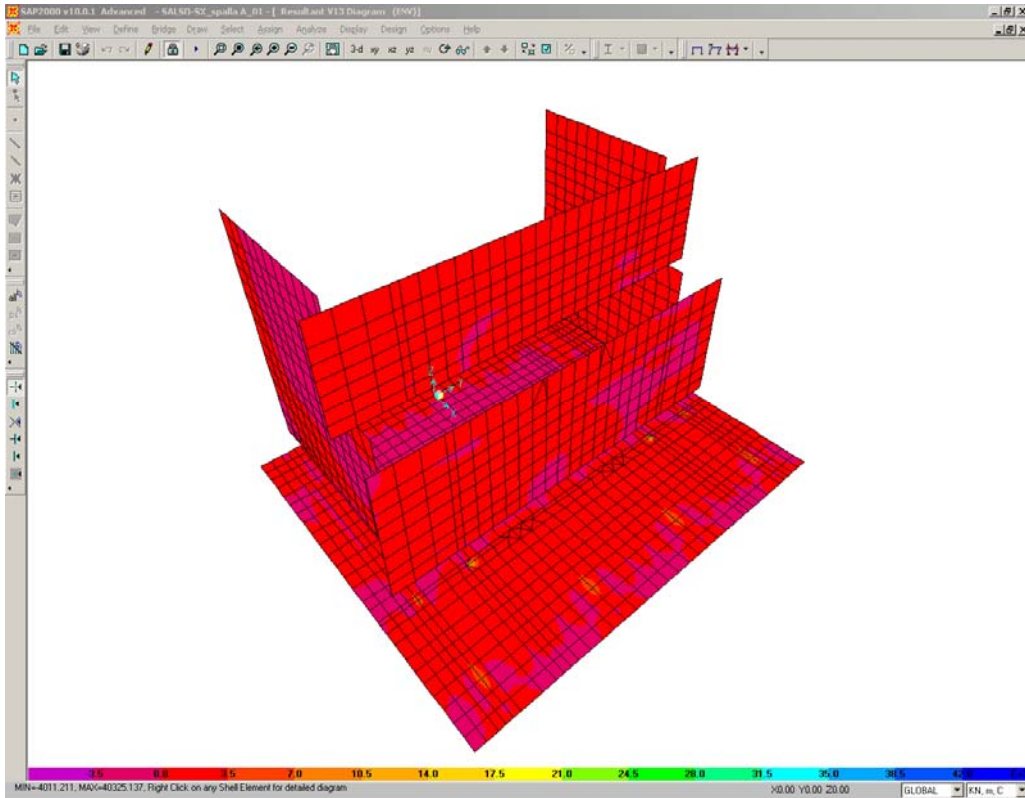 SAP2000 v10.0.1 Advanced - SALSO-SX_spalla A_01 - [ Resultant V13 Diagram (ENV)]
File Edit View Define Bridge Draw Select Assign Analyze Display Design Options Help
3-d xy xz yz nv
-3.5 0.0 3.5 7.0 10.5 14.0 17.5 21.0 24.5 28.0 31.5 35.0 38.5
MIN=-4011.211, MAX=40325.137, Right Click on any Shell Element for detailed diagram X0.00 Y0.00 Z0.00 GLOBAL KN, m, C